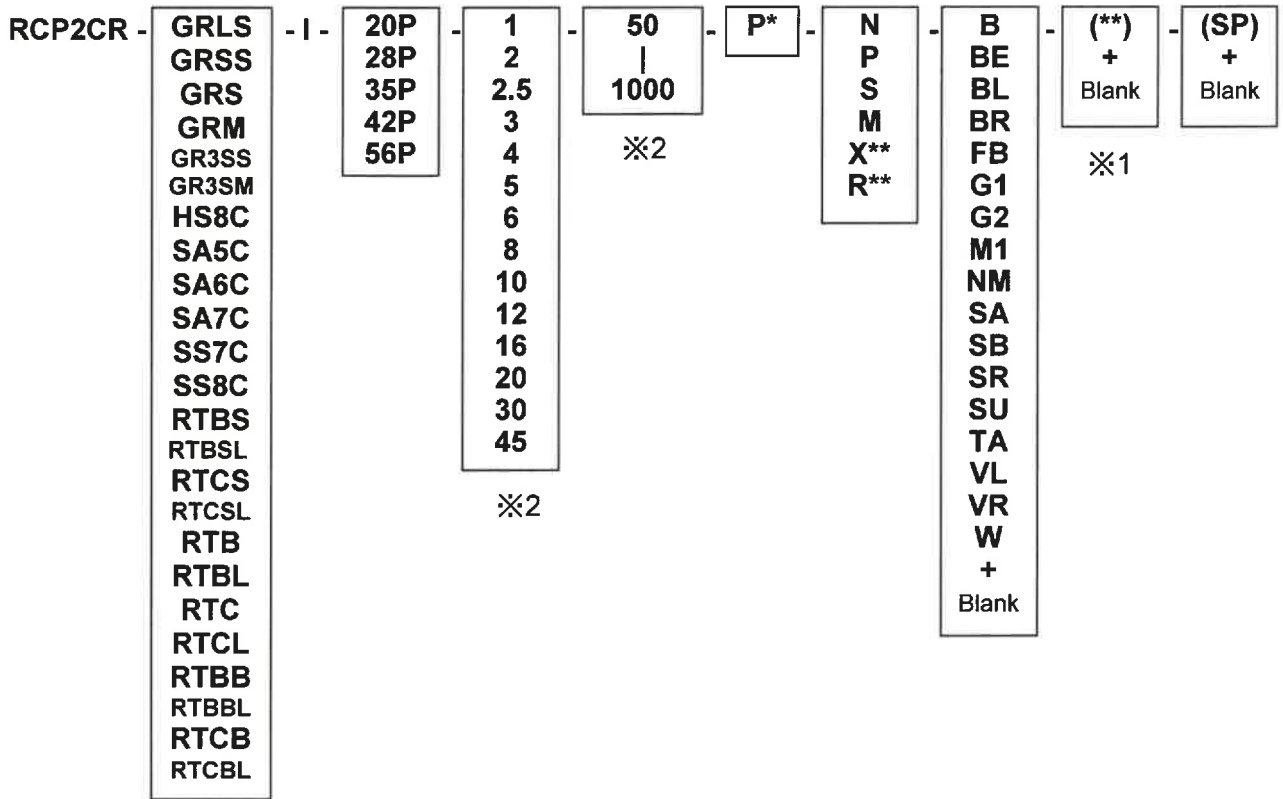 RCP2CR - GRLS - I - 20P - 1 - 50 - P* - N - B - (**) - (SP)
GRSS 28P 2 | P BE + +
GRS 35P 2.5 1000 S BL Blank Blank
GRM 42P 3 M BR
GR3SS 56P 4 ※2 X** FB ※1
GR3SM 5 R** G1
HS8C 6 G2
SA5C 8 M1
SA6C 10 NM
SA7C 12 SA
SS7C 16 SB
SS8C 20 SR
RTBS 30 SU
RTBSL 45 TA
RTCS VL
RTCSL ※2 VR
RTB W
RTBL +
RTC Blank
RTCL
RTBB
RTBBL
RTCB
RTCBL